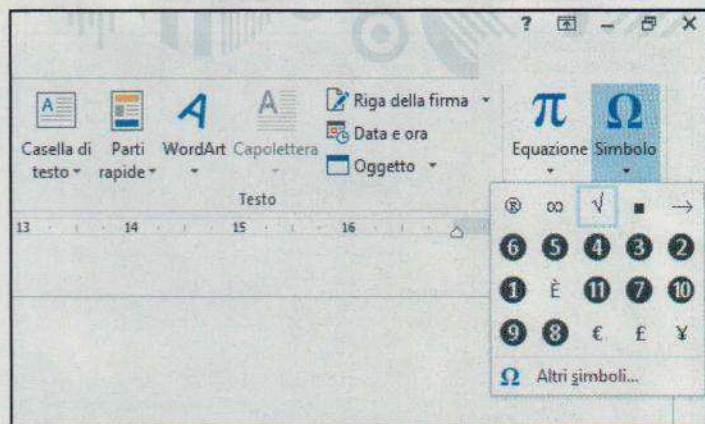 ?
Casella di testo
Parti rapide
WordArt
Capolettera
Riga della firma
Data e ora
Oggetto
Equazione
Simbolo
Testo
13 14 15 16
® ∞ √ ■ →
❻ ❺ ❹ ❸ ❷
❶ È ⓫ ❼ ❿
❾ ❽ € £ ¥
Ω Altri simboli...